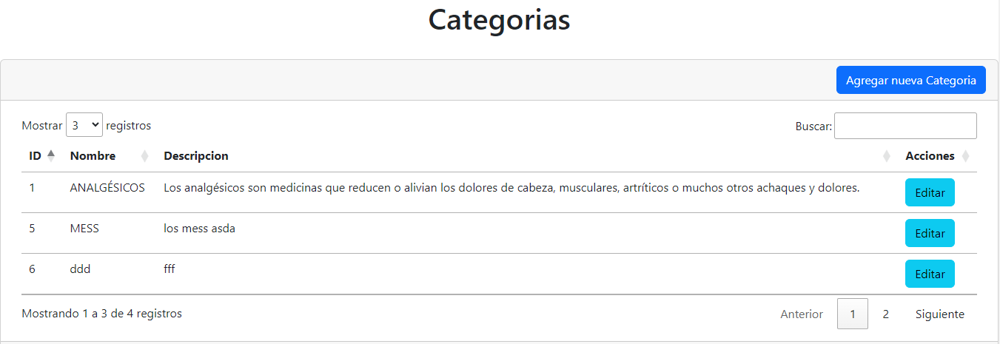 Categorias
Agregar nueva Categoria
Mostrar 3 registros Buscar:
ID Nombre Descripcion Acciones
1 ANALGÉSICOS Los analgésicos son medicinas que reducen o alivian los dolores de cabeza, musculares, artríticos o muchos otros achaques y dolores. Editar
5 MESS los mess asda Editar
6 ddd fff Editar
Mostrando 1 a 3 de 4 registros Anterior 1 2 Siguiente